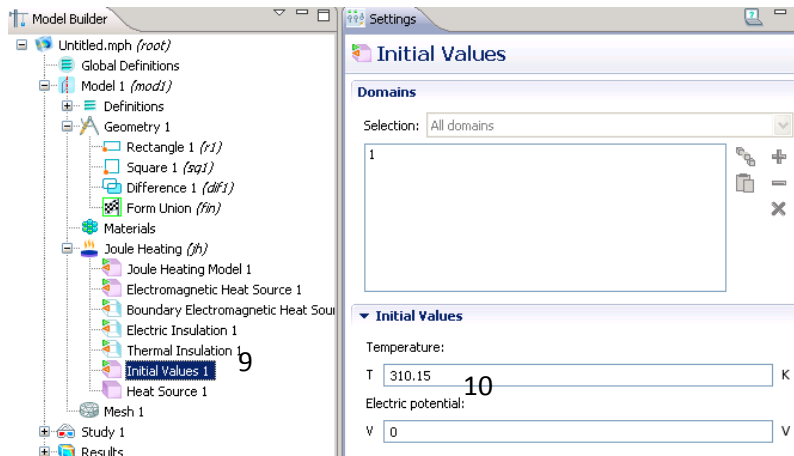 Model Builder
Untitled.mph (root)
Global Definitions
Model 1 (mod1)
Definitions
Geometry 1
Rectangle 1 (r1)
Square 1 (sq1)
Difference 1 (dif1)
Form Union (fin)
Materials
Joule Heating (jh)
Joule Heating Model 1
Electromagnetic Heat Source 1
Boundary Electromagnetic Heat Sour
Electric Insulation 1
Thermal Insulation 1
Initial Values 1 9
Heat Source 1
Mesh 1
Study 1
Results
Settings
Initial Values
Domains
Selection: All domains
1
Initial Values
Temperature:
T 310.15 K
10
Electric potential:
V 0 V